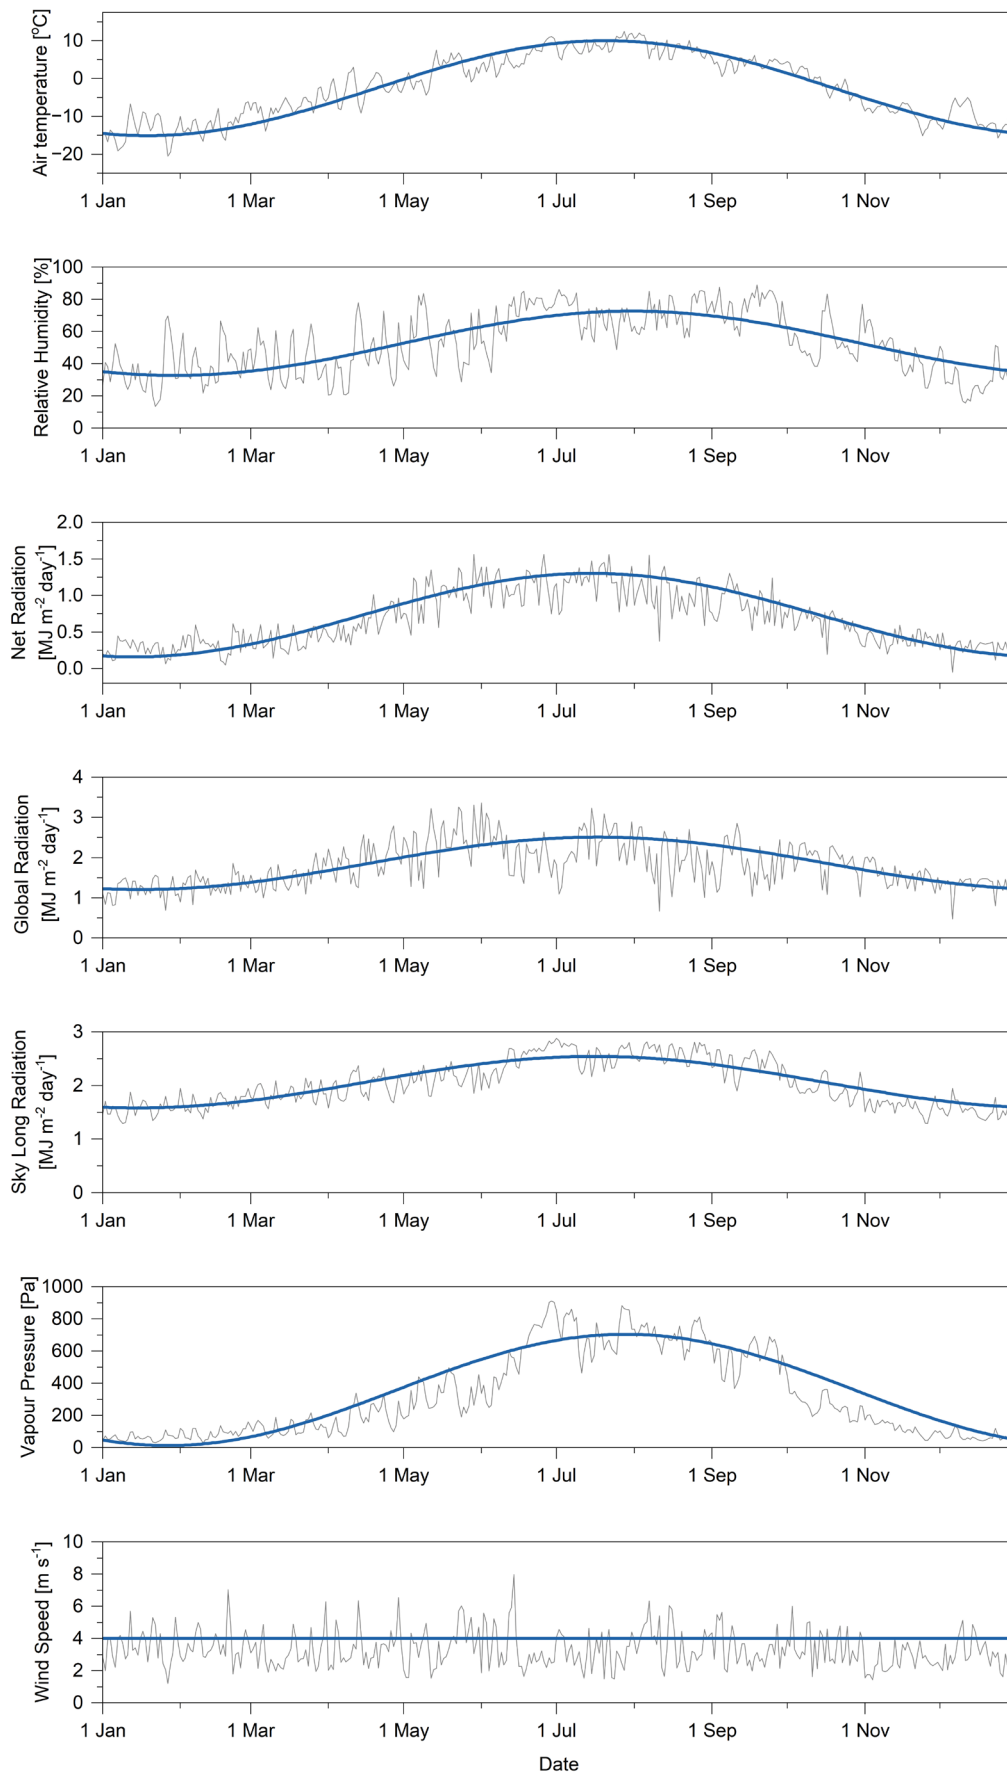 Air temperature [°C]
10
0
−10
−20
1 Jan 1 Mar 1 May 1 Jul 1 Sep 1 Nov
Relative Humidity [%]
100
80
60
40
20
0
1 Jan 1 Mar 1 May 1 Jul 1 Sep 1 Nov
Net Radiation
[MJ m⁻² day⁻¹]
2.0
1.5
1.0
0.5
0.0
1 Jan 1 Mar 1 May 1 Jul 1 Sep 1 Nov
Global Radiation
[MJ m⁻² day⁻¹]
4
3
2
1
0
1 Jan 1 Mar 1 May 1 Jul 1 Sep 1 Nov
Sky Long Radiation
[MJ m⁻² day⁻¹]
3
2
1
0
1 Jan 1 Mar 1 May 1 Jul 1 Sep 1 Nov
Vapour Pressure [Pa]
1000
800
600
400
200
0
1 Jan 1 Mar 1 May 1 Jul 1 Sep 1 Nov
Wind Speed [m s⁻¹]
10
8
6
4
2
0
1 Jan 1 Mar 1 May 1 Jul 1 Sep 1 Nov
Date